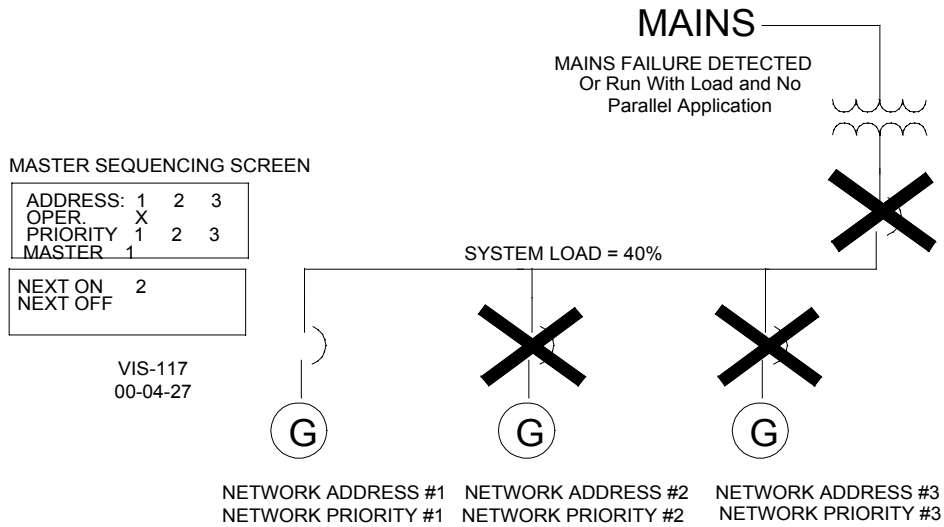 MAINS
MAINS FAILURE DETECTED
Or Run With Load and No
Parallel Application
MASTER SEQUENCING SCREEN
ADDRESS: 1 2 3
OPER. X
PRIORITY 1 2 3
MASTER 1
NEXT ON 2
NEXT OFF
SYSTEM LOAD = 40%
VIS-117
00-04-27
G G G
NETWORK ADDRESS #1 NETWORK ADDRESS #2 NETWORK ADDRESS #3
NETWORK PRIORITY #1 NETWORK PRIORITY #2 NETWORK PRIORITY #3